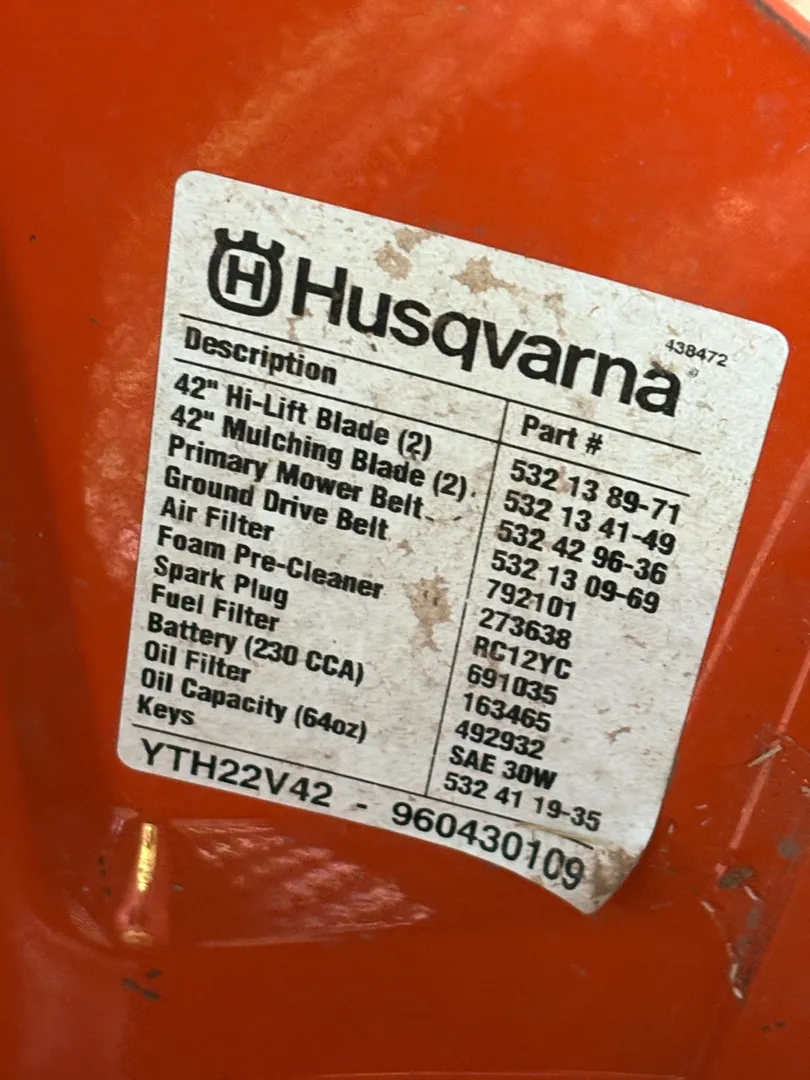 H Husqvarna®
438472
Description Part #
42" Hi-Lift Blade (2) 532 13 89-71
42" Mulching Blade (2) 532 13 41-49
Primary Mower Belt 532 42 96-36
Ground Drive Belt 532 13 09-69
Air Filter 792101
Foam Pre-Cleaner 273638
Spark Plug RC12YC
Fuel Filter 691035
Battery (230 CCA) 163465
Oil Filter 492932
Oil Capacity (64oz) SAE 30W
Keys 532 41 19-35
YTH22V42 - 960430109